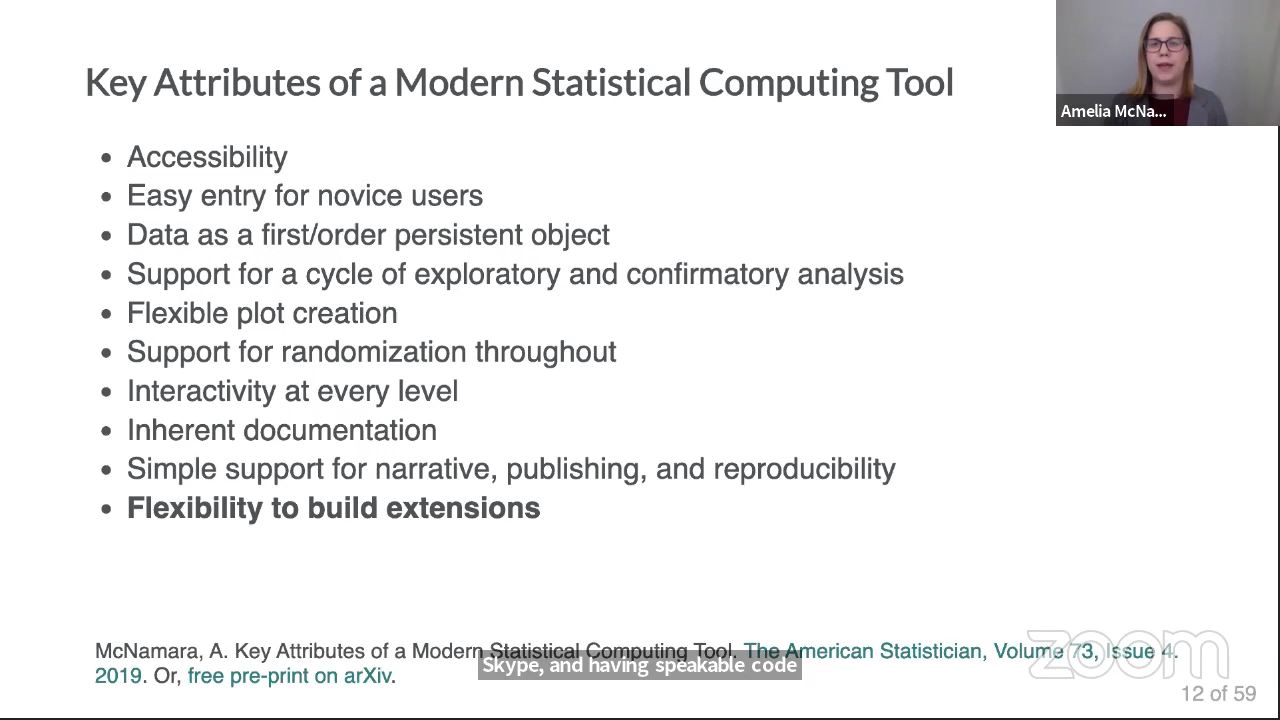 Key Attributes of a Modern Statistical Computing Tool
Amelia McNa...
• Accessibility
• Easy entry for novice users
• Data as a first/order persistent object
• Support for a cycle of exploratory and confirmatory analysis
• Flexible plot creation
• Support for randomization throughout
• Interactivity at every level
• Inherent documentation
• Simple support for narrative, publishing, and reproducibility
• Flexibility to build extensions
McNamara, A. Key Attributes of a Modern Statistical Computing Tool. The American Statistician, Volume 73, Issue 4.
2019. Or, free pre-print on arXiv.
Skype, and having speakable code
zoom
12 of 59